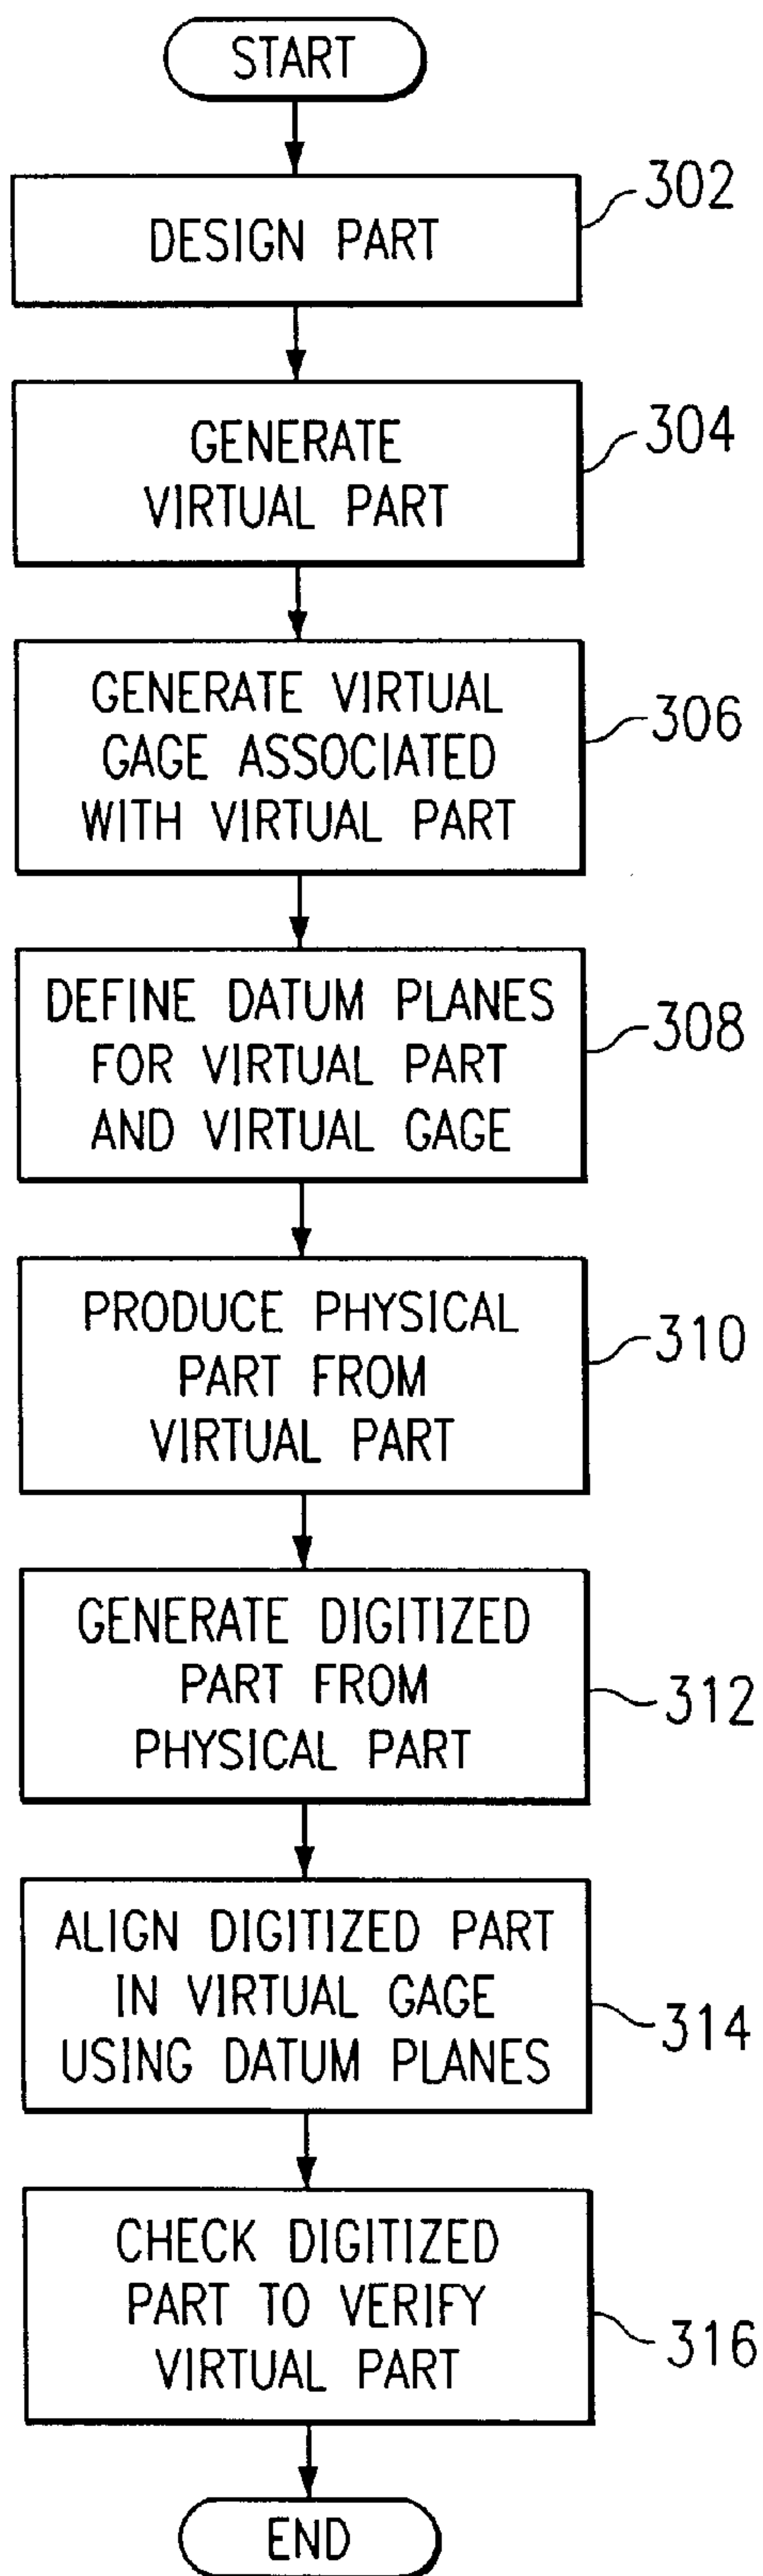 START
302
DESIGN PART
304
GENERATE
VIRTUAL PART
306
GENERATE VIRTUAL
GAGE ASSOCIATED
WITH VIRTUAL PART
308
DEFINE DATUM PLANES
FOR VIRTUAL PART
AND VIRTUAL GAGE
310
PRODUCE PHYSICAL
PART FROM
VIRTUAL PART
312
GENERATE DIGITIZED
PART FROM
PHYSICAL PART
314
ALIGN DIGITIZED PART
IN VIRTUAL GAGE
USING DATUM PLANES
316
CHECK DIGITIZED
PART TO VERIFY
VIRTUAL PART
END